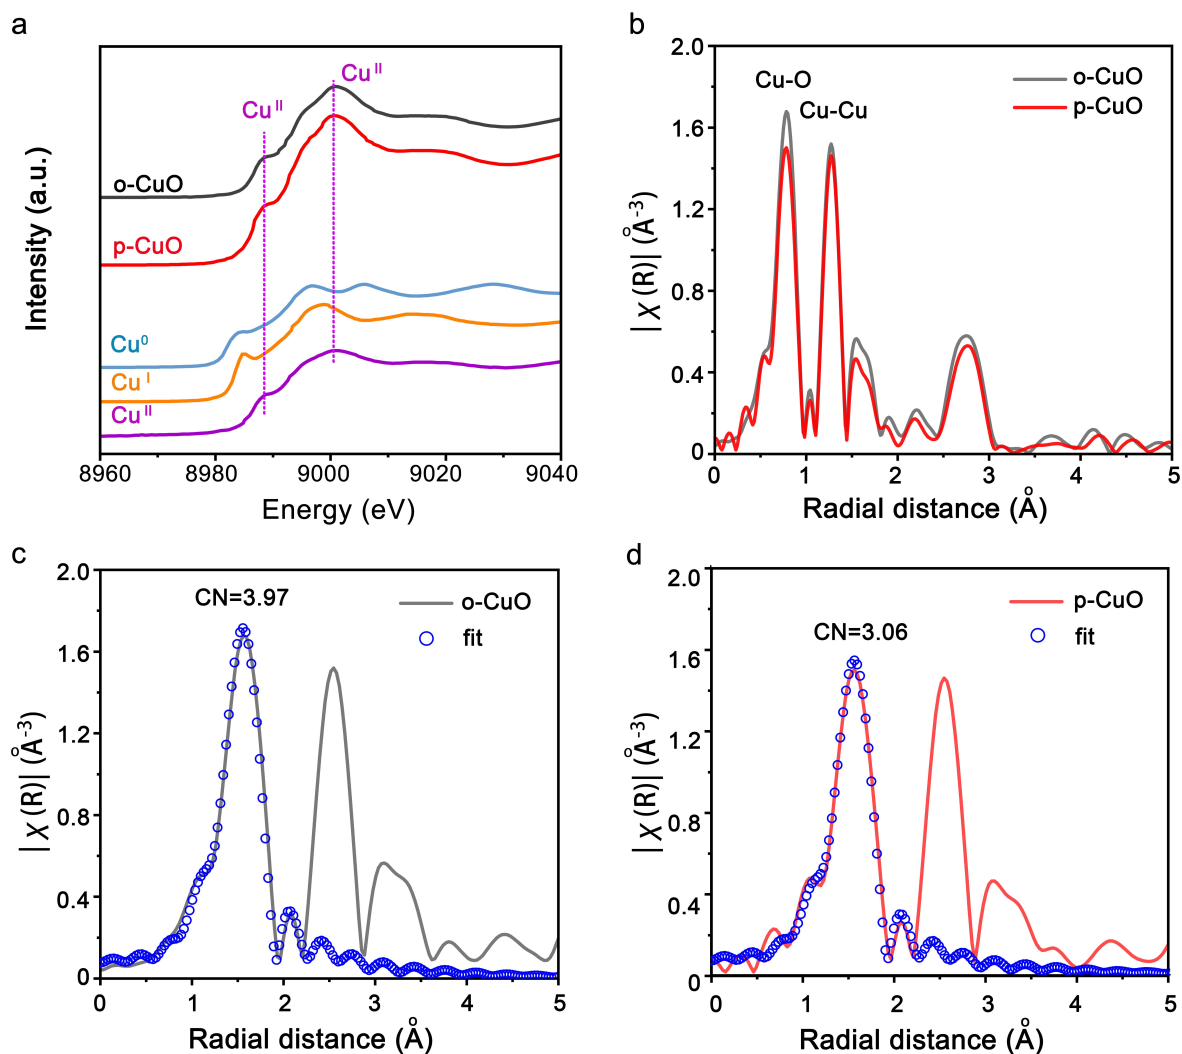 a
Cu II
Cu II
o-CuO
p-CuO
Cu0
Cu I
Cu II
Intensity (a.u.)
8960 8980 9000 9020 9040
Energy (eV)
b
2.0
1.6
1.2
0.8
0.4
0
Cu-O
Cu-Cu
o-CuO
p-CuO
|χ(R)| (Å-3)
0 1 2 3 4 5
Radial distance (Å)
c
2.0
1.6
1.2
0.8
0.4
0
CN=3.97
o-CuO
fit
|χ(R)| (Å-3)
0 1 2 3 4 5
Radial distance (Å)
d
2.0
1.6
1.2
0.8
0.4
0
CN=3.06
p-CuO
fit
|χ(R)| (Å-3)
0 1 2 3 4 5
Radial distance (Å)